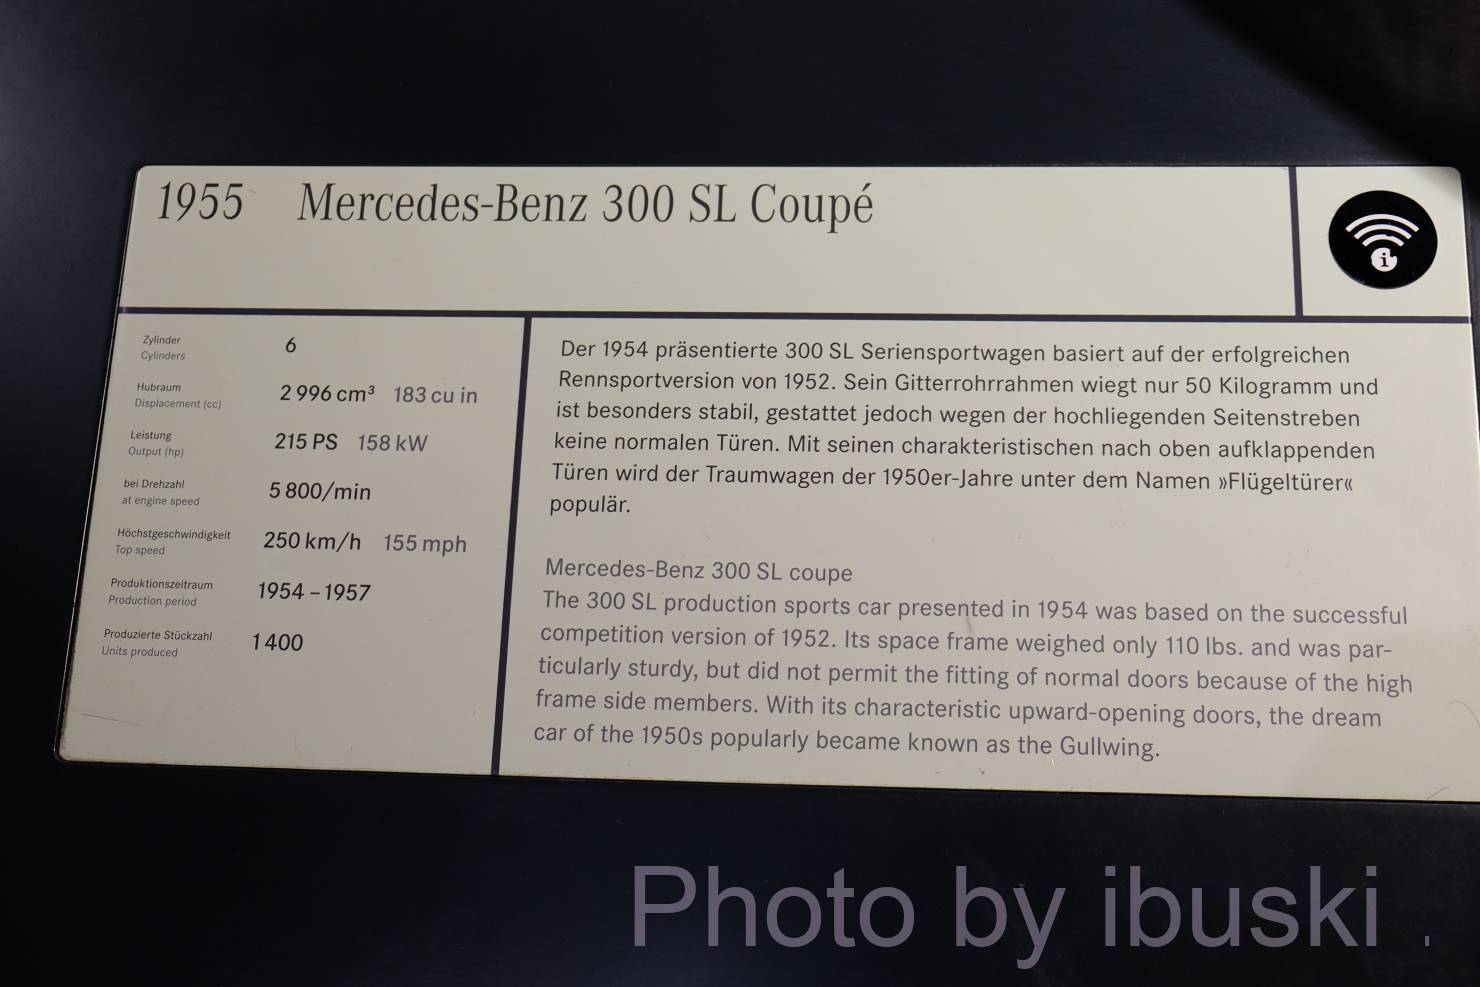 1955 Mercedes-Benz 300 SL Coupé
i
Zylinder
Cylinders
6
Hubraum
Displacement (cc)
2 996 cm³ 183 cu in
Leistung
Output (hp)
215 PS 158 kW
bei Drehzahl
at engine speed
5 800/min
Höchstgeschwindigkeit
Top speed
250 km/h 155 mph
Produktionszeitraum
Production period
1954 – 1957
Produzierte Stückzahl
Units produced
1 400
Der 1954 präsentierte 300 SL Seriensportwagen basiert auf der erfolgreichen
Rennsportversion von 1952. Sein Gitterrohrrahmen wiegt nur 50 Kilogramm und
ist besonders stabil, gestattet jedoch wegen der hochliegenden Seitenstreben
keine normalen Türen. Mit seinen charakteristischen nach oben aufklappenden
Türen wird der Traumwagen der 1950er-Jahre unter dem Namen »Flügeltürer«
populär.
Mercedes-Benz 300 SL coupe
The 300 SL production sports car presented in 1954 was based on the successful
competition version of 1952. Its space frame weighed only 110 lbs. and was par-
ticularly sturdy, but did not permit the fitting of normal doors because of the high
frame side members. With its characteristic upward-opening doors, the dream
car of the 1950s popularly became known as the Gullwing.
Photo by ibuski .